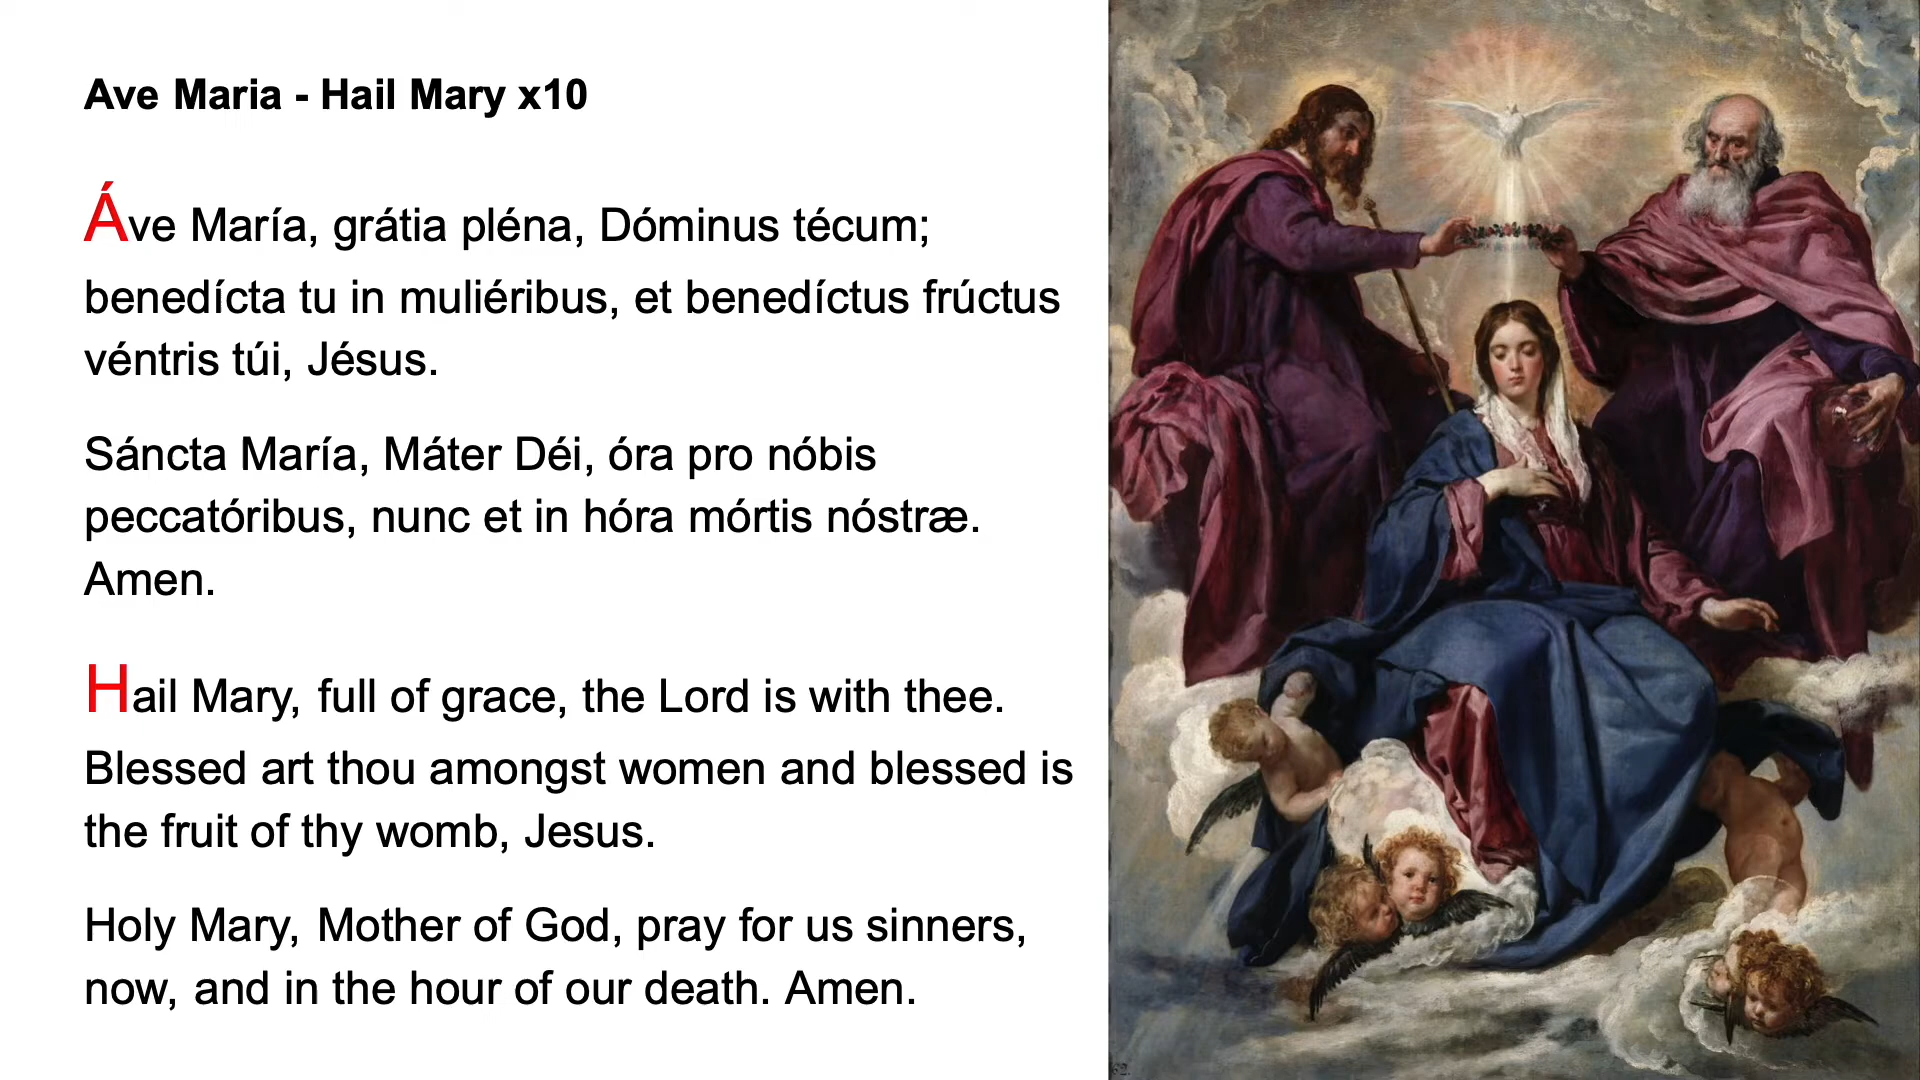 Ave Maria - Hail Mary x10
Áve María, grátia pléna, Dóminus técum;
benedícta tu in muliéribus, et benedíctus frúctus
véntris túi, Jésus.
Sáncta María, Máter Déi, óra pro nóbis
peccatóribus, nunc et in hóra mórtis nóstræ.
Amen.
Hail Mary, full of grace, the Lord is with thee.
Blessed art thou amongst women and blessed is
the fruit of thy womb, Jesus.
Holy Mary, Mother of God, pray for us sinners,
now, and in the hour of our death. Amen.